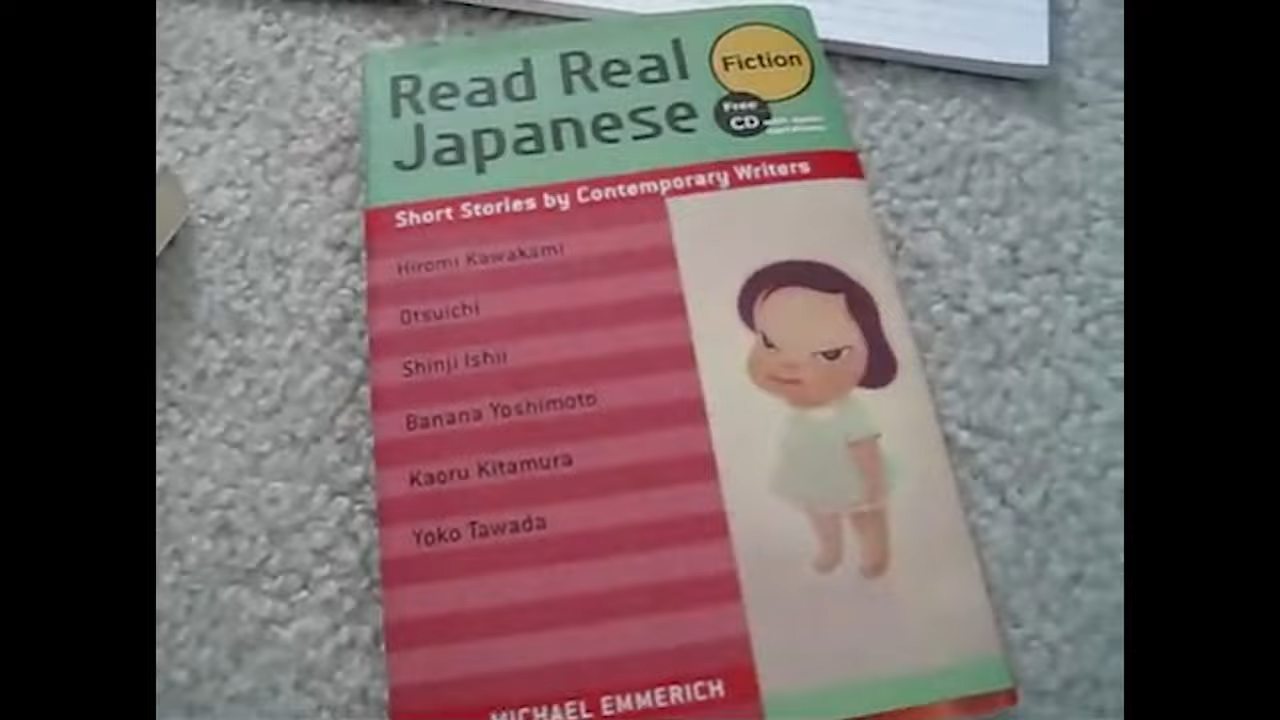 Read Real
Japanese
Fiction
Free
CD
Short Stories by Contemporary Writers
Hiromi Kawakami
Otsuichi
Shinji Ishii
Banana Yoshimoto
Kaoru Kitamura
Yoko Tawada
MICHAEL EMMERICH